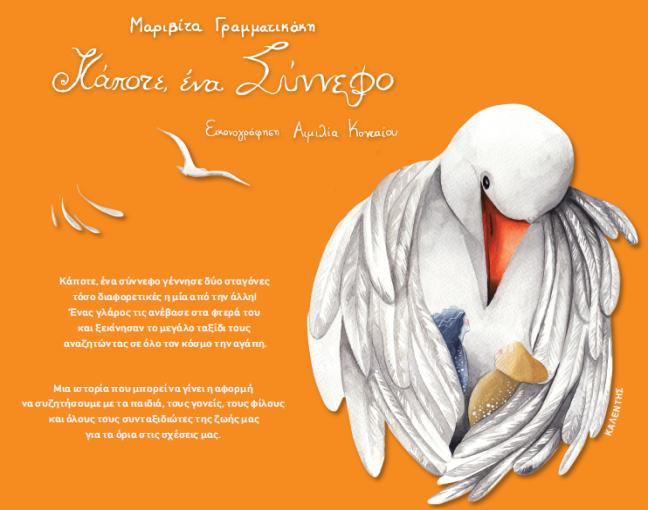 Μαριβίτα Γραμματικάκη
Κάποτε, ένα Σύννεφο
Εικονογράφηση Αιμιλία Κονταίου
Κάποτε, ένα σύννεφο γέννησε δύο σταγόνες
τόσο διαφορετικές η μία από την άλλη!
Ένας γλάρος τις ανέβασε στα φτερά του
και ξεκίνησαν το μεγάλο ταξίδι τους
αναζητώντας σε όλο τον κόσμο την αγάπη.
Μια ιστορία που μπορεί να γίνει η αφορμή
να συζητήσουμε με τα παιδιά, τους γονείς, τους φίλους
και όλους τους συνταξιδιώτες της ζωής μας
για τα όρια στις σχέσεις μας.
ΚΑΛΕΝΤΗΣ